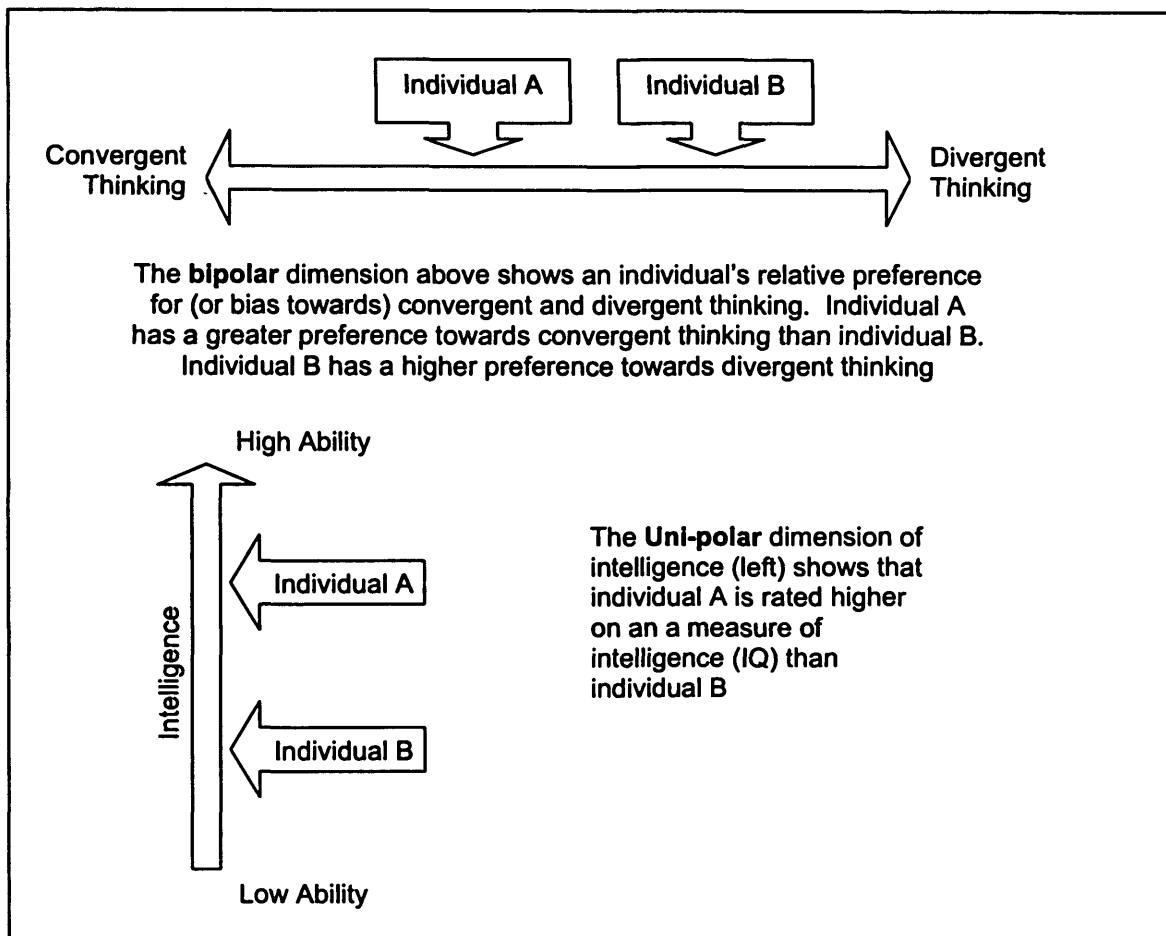 Individual A
Individual B
Convergent
Thinking
Divergent
Thinking
The bipolar dimension above shows an individual's relative preference
for (or bias towards) convergent and divergent thinking. Individual A
has a greater preference towards convergent thinking than individual B.
Individual B has a higher preference towards divergent thinking
High Ability
Intelligence
Individual A
Individual B
Low Ability
The Uni-polar dimension of
intelligence (left) shows that
individual A is rated higher
on an a measure of
intelligence (IQ) than
individual B